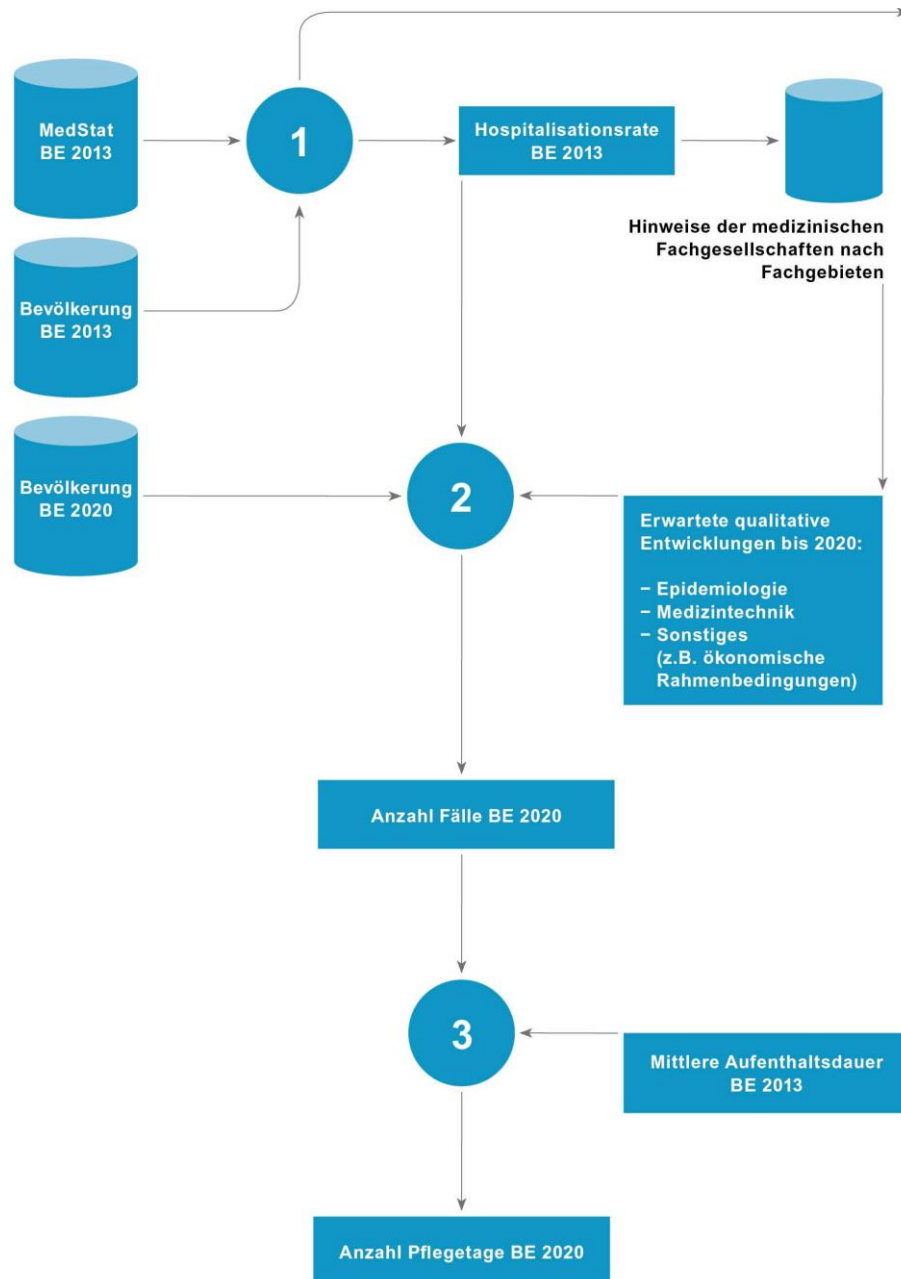 MedStat
BE 2013
1
Hospitalisationsrate
BE 2013
Hinweise der medizinischen
Fachgesellschaften nach
Fachgebieten
Bevölkerung
BE 2013
Bevölkerung
BE 2020
2
Erwartete qualitative
Entwicklungen bis 2020:
– Epidemiologie
– Medizintechnik
– Sonstiges
(z.B. ökonomische
Rahmenbedingungen)
Anzahl Fälle BE 2020
3
Mittlere Aufenthaltsdauer
BE 2013
Anzahl Pflegetage BE 2020